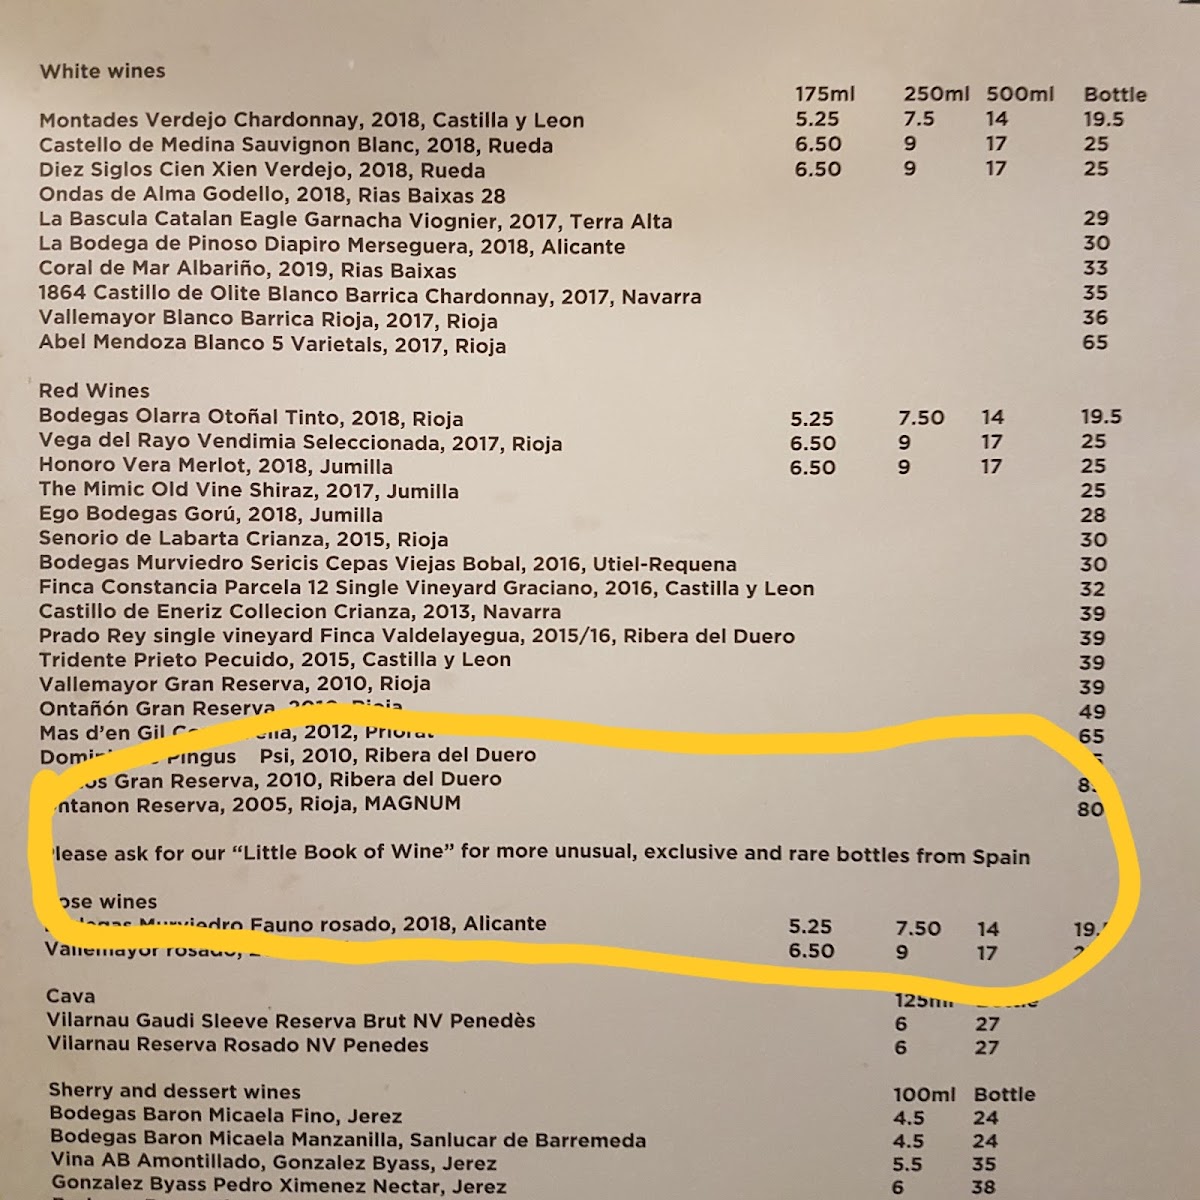 White wines
175ml 250ml 500ml Bottle
Montades Verdejo Chardonnay, 2018, Castilla y Leon 5.25 7.5 14 19.5
Castello de Medina Sauvignon Blanc, 2018, Rueda 6.50 9 17 25
Diez Siglos Cien Xien Verdejo, 2018, Rueda 6.50 9 17 25
Ondas de Alma Godello, 2018, Rias Baixas 28
La Bascula Catalan Eagle Garnacha Viognier, 2017, Terra Alta 29
La Bodega de Pinoso Diapiro Merseguera, 2018, Alicante 30
Coral de Mar Albariño, 2019, Rias Baixas 33
1864 Castillo de Olite Blanco Barrica Chardonnay, 2017, Navarra 35
Vallemayor Blanco Barrica Rioja, 2017, Rioja 36
Abel Mendoza Blanco 5 Varietals, 2017, Rioja 65
Red Wines
Bodegas Olarra Otoñal Tinto, 2018, Rioja 5.25 7.50 14 19.5
Vega del Rayo Vendimia Seleccionada, 2017, Rioja 6.50 9 17 25
Honoro Vera Merlot, 2018, Jumilla 6.50 9 17 25
The Mimic Old Vine Shiraz, 2017, Jumilla 25
Ego Bodegas Gorú, 2018, Jumilla 28
Senorio de Labarta Crianza, 2015, Rioja 30
Bodegas Murviedro Sericis Cepas Viejas Bobal, 2016, Utiel-Requena 30
Finca Constancia Parcela 12 Single Vineyard Graciano, 2016, Castilla y Leon 32
Castillo de Eneriz Collecion Crianza, 2013, Navarra 39
Prado Rey single vineyard Finca Valdelayegua, 2015/16, Ribera del Duero 39
Tridente Prieto Pecuido, 2015, Castilla y Leon 39
Vallemayor Gran Reserva, 2010, Rioja 39
Ontañón Gran Reserva, Rioja 49
Mas d'en Gil 2012, Priorat 65
Pingus Psi, 2010, Ribera del Duero
Gran Reserva, 2010, Ribera del Duero
ntanon Reserva, 2005, Rioja, MAGNUM 80
lease ask for our “Little Book of Wine” for more unusual, exclusive and rare bottles from Spain
ose wines
Bodegas Murviedro Fauno rosado, 2018, Alicante 5.25 7.50 14 19.
Vallemayor rosado, 6.50 9 17
Cava 125ml Bottle
Vilarnau Gaudi Sleeve Reserva Brut NV Penedès 6 27
Vilarnau Reserva Rosado NV Penedes 6 27
Sherry and dessert wines 100ml Bottle
Bodegas Baron Micaela Fino, Jerez 4.5 24
Bodegas Baron Micaela Manzanilla, Sanlucar de Barremeda 4.5 24
Vina AB Amontillado, Gonzalez Byass, Jerez 5.5 35
Gonzalez Byass Pedro Ximenez Nectar, Jerez 6 38